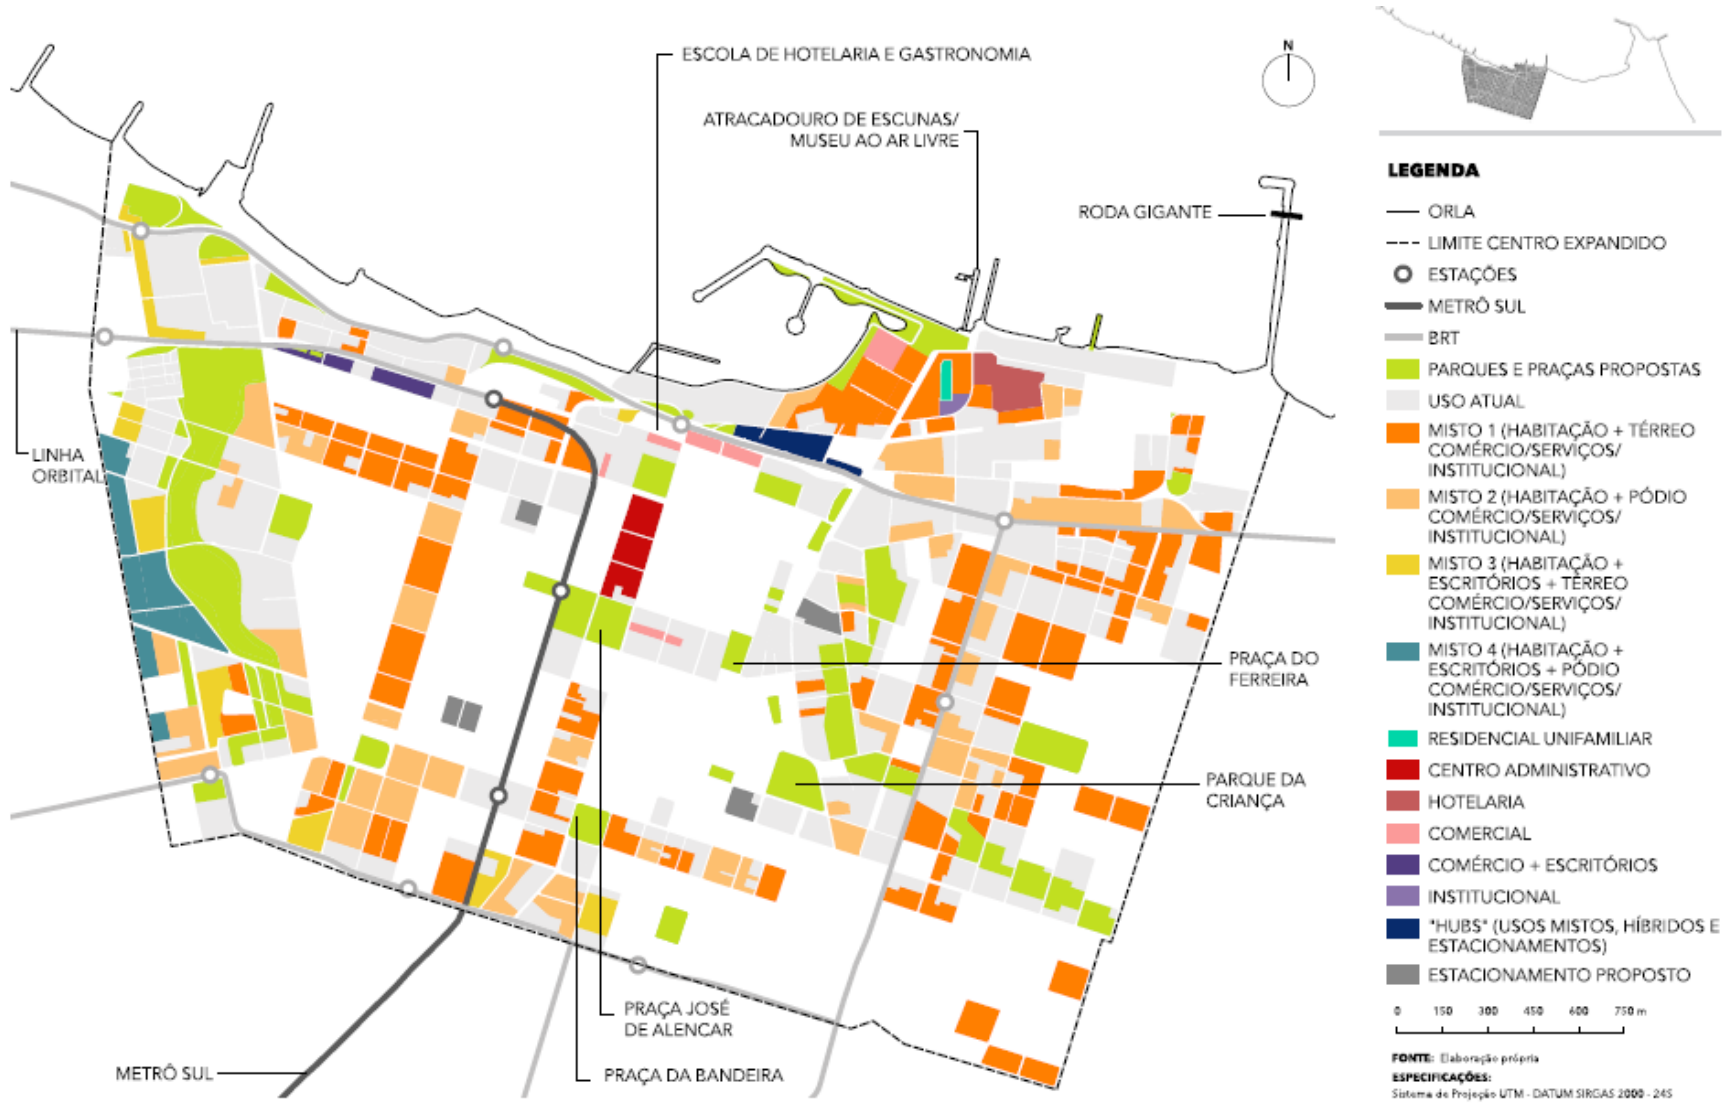 ESCOLA DE HOTELARIA E GASTRONOMIA
ATRACADOURO DE ESCUNAS/
MUSEU AO AR LIVRE
N
RODA GIGANTE
LINHA
ORBITAL
PRAÇA DO
FERREIRA
PARQUE DA
CRIANÇA
PRAÇA JOSÉ
DE ALENCAR
PRAÇA DA BANDEIRA
METRÔ SUL
LEGENDA
ORLA
LIMITE CENTRO EXPANDIDO
ESTAÇÕES
METRÔ SUL
BRT
PARQUES E PRAÇAS PROPOSTAS
USO ATUAL
MISTO 1 (HABITAÇÃO + TÉRREO
COMÉRCIO/SERVIÇOS/
INSTITUCIONAL)
MISTO 2 (HABITAÇÃO + PÓDIO
COMÉRCIO/SERVIÇOS/
INSTITUCIONAL)
MISTO 3 (HABITAÇÃO +
ESCRITÓRIOS + TÉRREO
COMÉRCIO/SERVIÇOS/
INSTITUCIONAL)
MISTO 4 (HABITAÇÃO +
ESCRITÓRIOS + PÓDIO
COMÉRCIO/SERVIÇOS/
INSTITUCIONAL)
RESIDENCIAL UNIFAMILIAR
CENTRO ADMINISTRATIVO
HOTELARIA
COMERCIAL
COMÉRCIO + ESCRITÓRIOS
INSTITUCIONAL
"HUBS" (USOS MISTOS, HÍBRIDOS E
ESTACIONAMENTOS)
ESTACIONAMENTO PROPOSTO
0 150 300 450 600 750 m
FONTE: Elaboração própria
ESPECIFICAÇÕES:
Sistema de Projeção UTM - DATUM SIRGAS 2000 - 24S